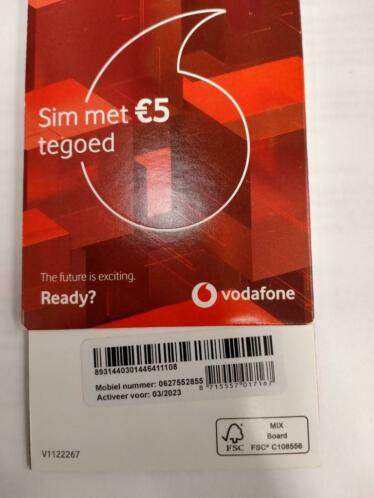 Sim met €5
tegoed
The future is exciting.
Ready?
vodafone
8931440301446411108
Mobiel nummer: 0627552855
Activeer voor: 03/2023
8 715557 017167
V1122267
FSC
MIX
Board
FSC® C108556